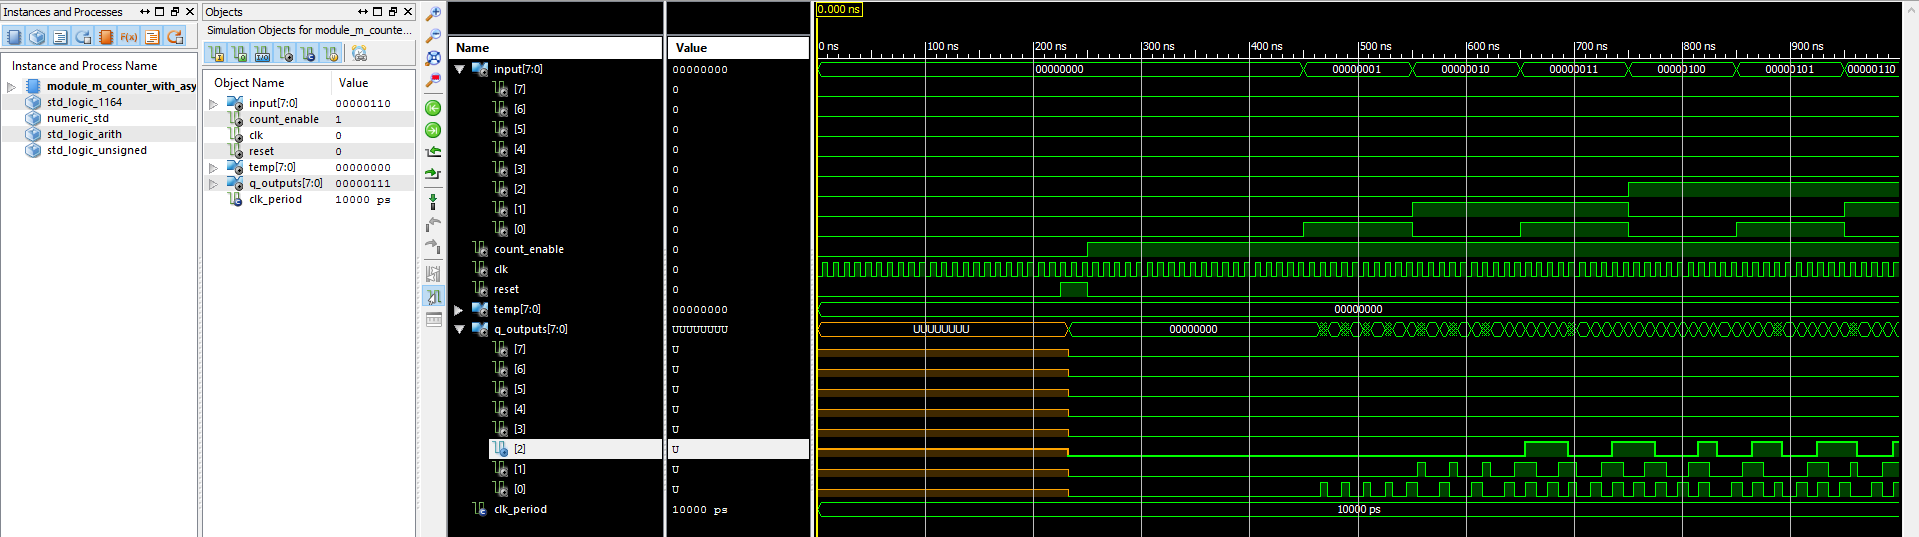 Instances and Processes
Instance and Process Name
module_m_counter_with_asy
std_logic_1164
numeric_std
std_logic_arith
std_logic_unsigned
Objects
Simulation Objects for module_m_counte...
Object Name Value
input[7:0] 00000110
count_enable 1
clk 0
reset 0
temp[7:0] 00000000
q_outputs[7:0] 00000111
clk_period 10000 ps
0.000 ns
Name Value
0 ns 100 ns 200 ns 300 ns 400 ns 500 ns 600 ns 700 ns 800 ns 900 ns
input[7:0] 00000000 00000000 00000001 00000010 00000011 00000100 00000101 00000110
[7] 0
[6] 0
[5] 0
[4] 0
[3] 0
[2] 0
[1] 0
[0] 0
count_enable 0
clk 0
reset 0
temp[7:0] 00000000 00000000
q_outputs[7:0] UUUUUUUU UUUUUUUU 00000000
[7] U
[6] U
[5] U
[4] U
[3] U
[2] U
[1] U
[0] U
clk_period 10000 ps 10000 ps